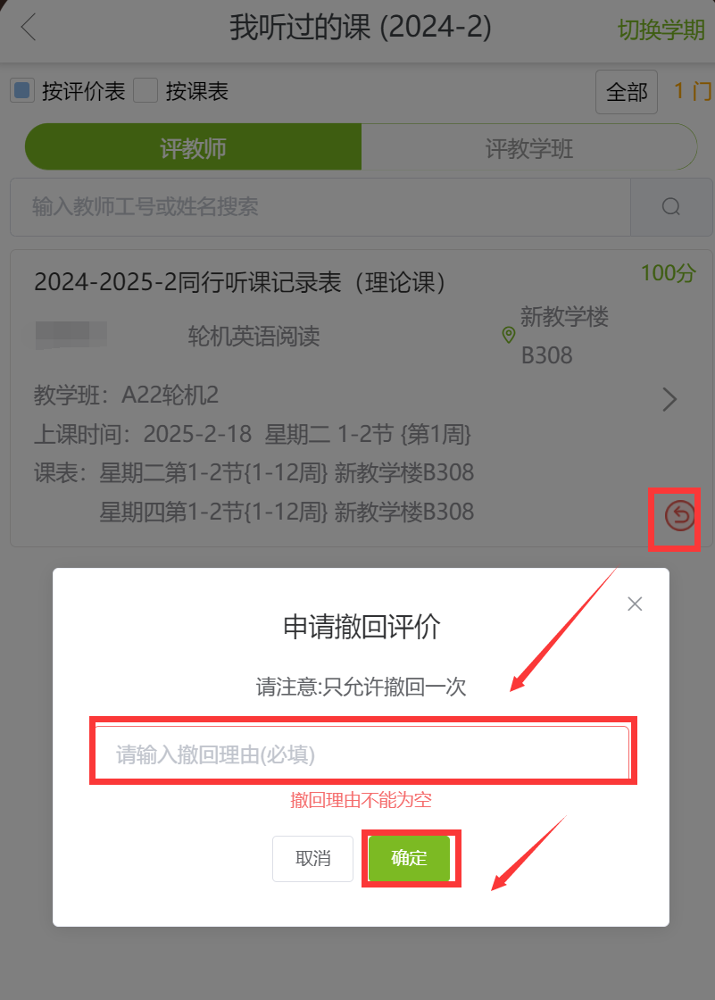 我听过的课 (2024-2) 切换学期
按评价表 按课表 全部 1 门
评教师 评教学班
输入教师工号或姓名搜索
2024-2025-2同行听课记录表（理论课） 100分
轮机英语阅读 新教学楼
B308
教学班：A22轮机2
上课时间：2025-2-18 星期二 1-2节 {第1周}
课表：星期二第1-2节{1-12周} 新教学楼B308
星期四第1-2节{1-12周} 新教学楼B308
申请撤回评价
请注意:只允许撤回一次
请输入撤回理由(必填)
撤回理由不能为空
取消 确定